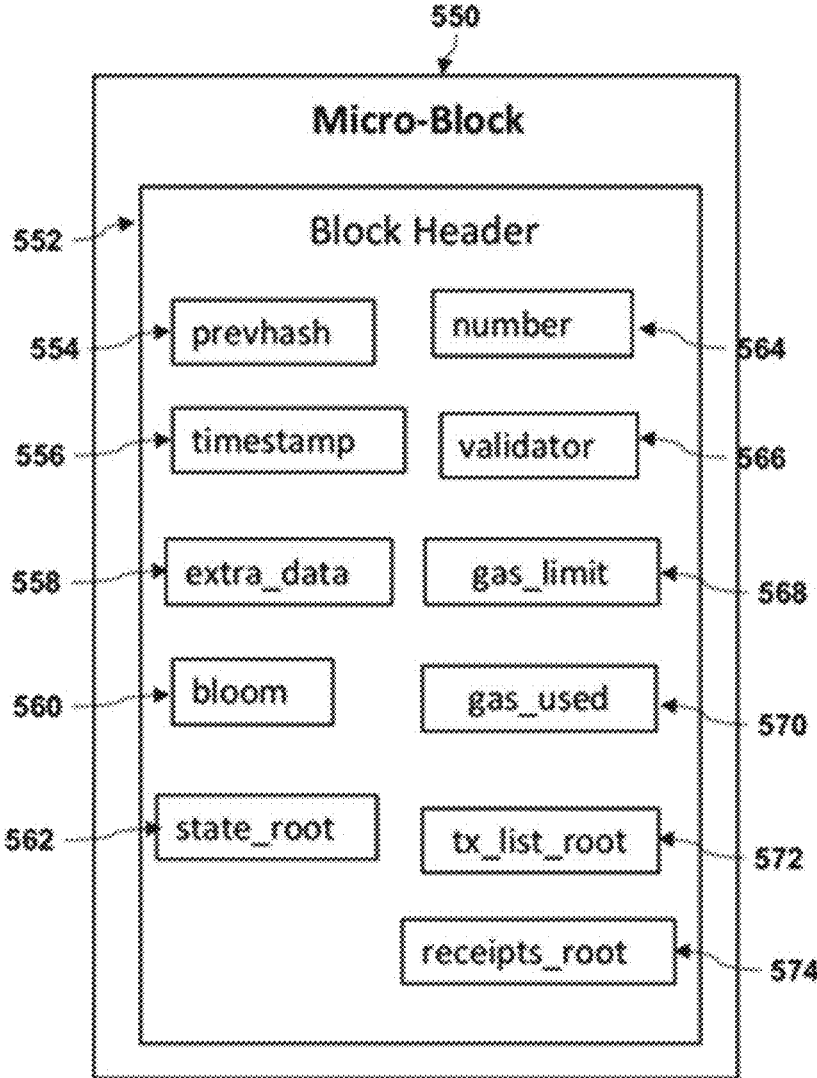 550
Micro-Block
552
Block Header
554
prevhash
number
564
556
timestamp
validator
566
558
extra_data
gas_limit
568
560
bloom
gas_used
570
562
state_root
tx_list_root
572
receipts_root
574